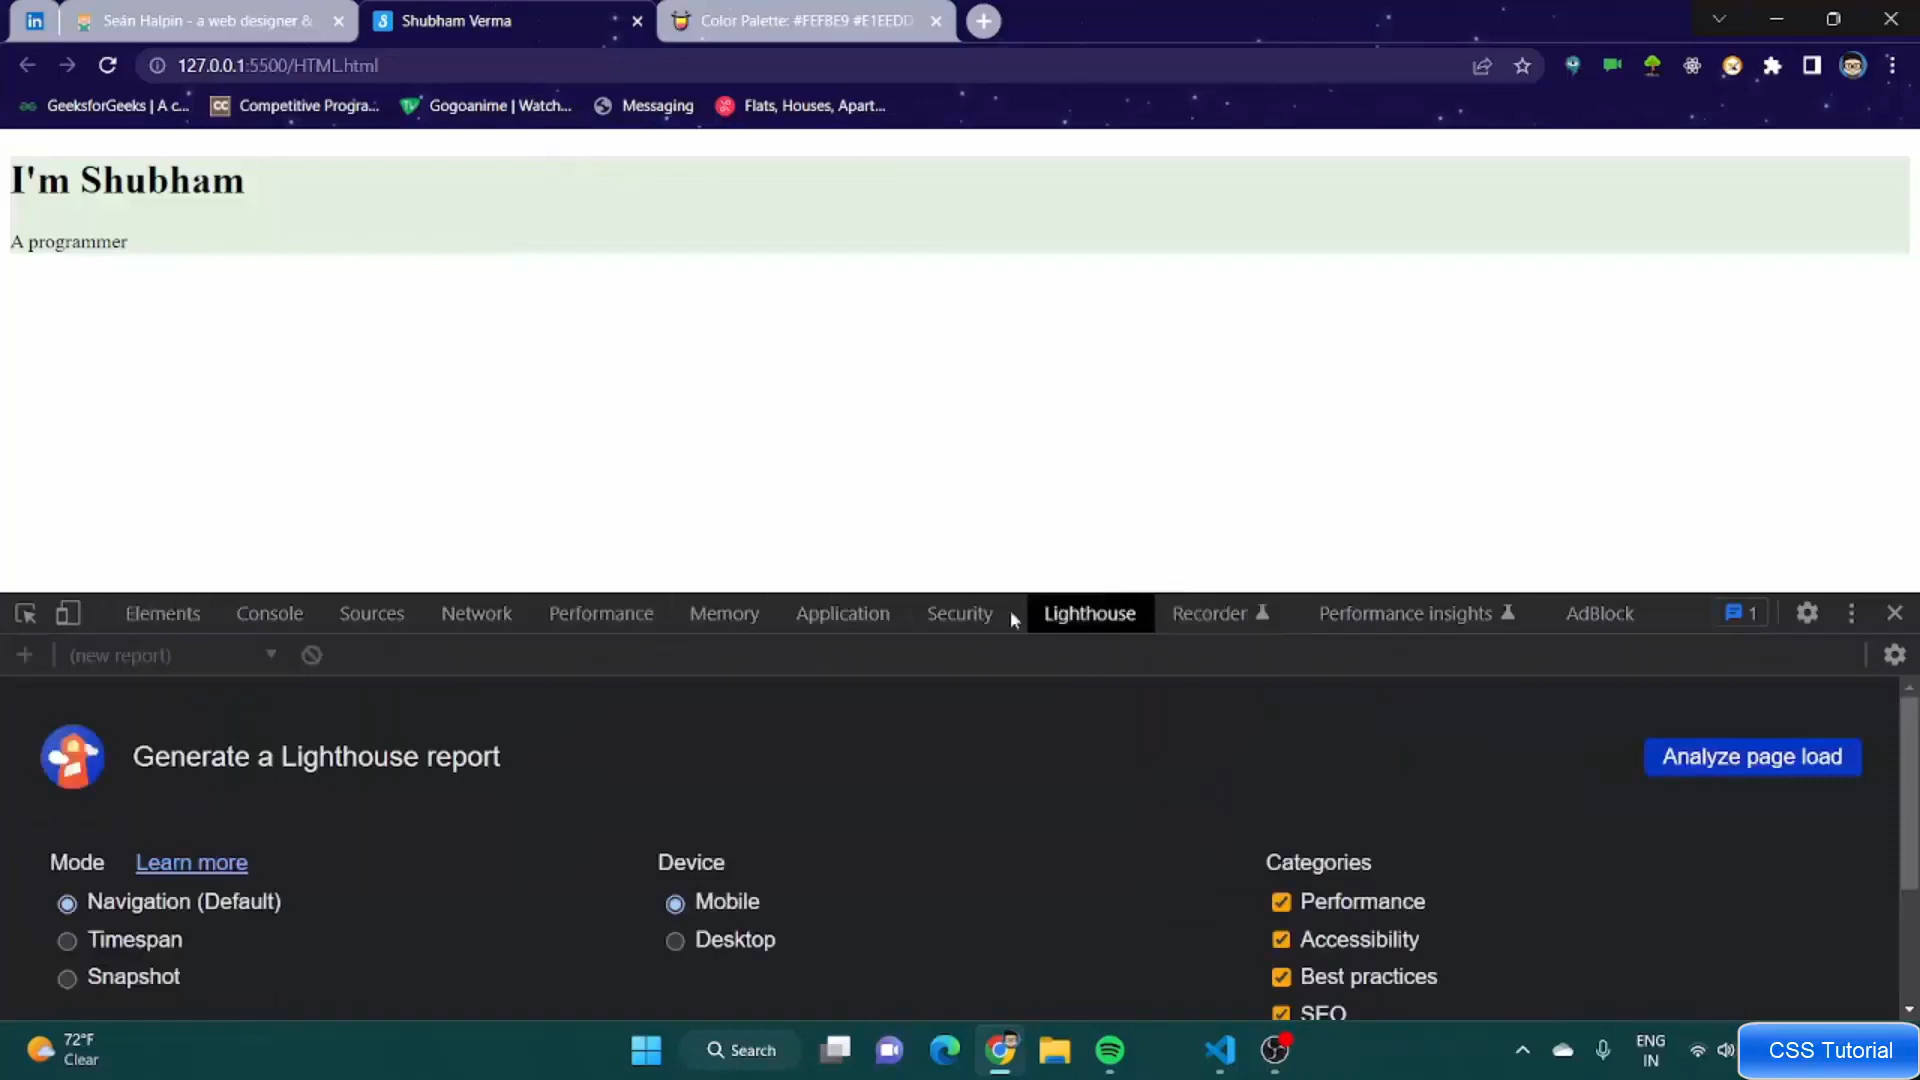 in
Seán Halpin - a web designer &
Shubham Verma
Color Palette: #FEFBE9 #E1EEDD
127.0.0.1:5500/HTML.html
GeeksforGeeks | A c...
CC Competitive Progra...
Gogoanime | Watch...
Messaging
Flats, Houses, Apart...
I'm Shubham
A programmer
Elements
Console
Sources
Network
Performance
Memory
Application
Security
Lighthouse
Recorder
Performance insights
AdBlock
1
(new report)
Generate a Lighthouse report
Analyze page load
Mode Learn more
Device
Categories
Navigation (Default)
Mobile
Performance
Timespan
Desktop
Accessibility
Snapshot
Best practices
SEO
72°F
Clear
Search
ENG
IN
CSS Tutorial